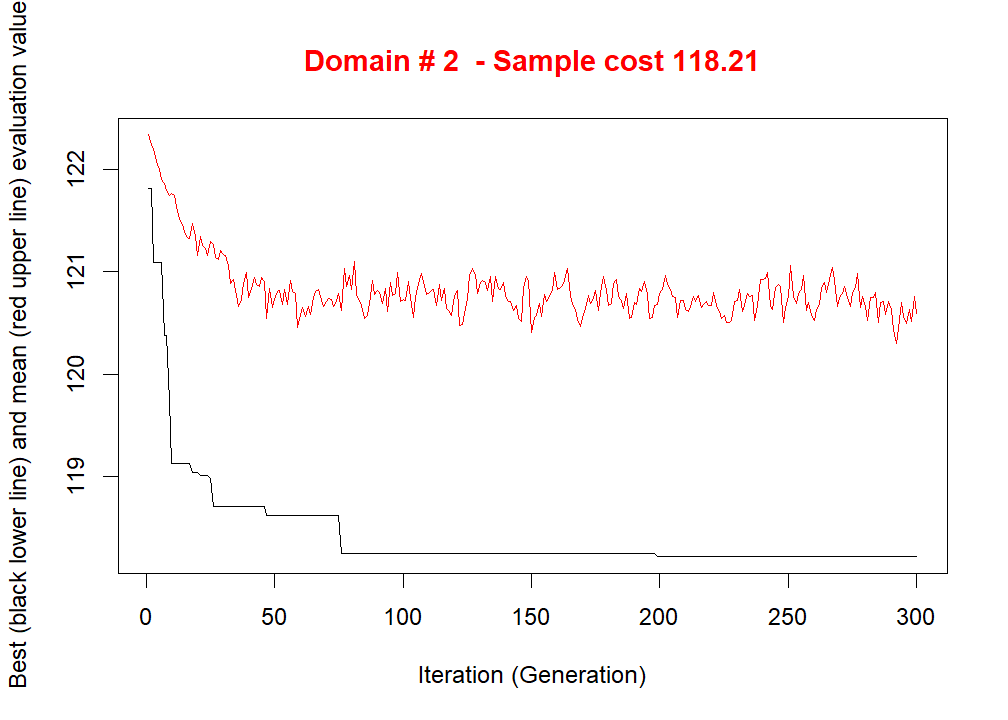 Domain # 2  - Sample cost 118.21
Best (black lower line) and mean (red upper line) evaluation value
122
121
120
119
0 50 100 150 200 250 300
Iteration (Generation)